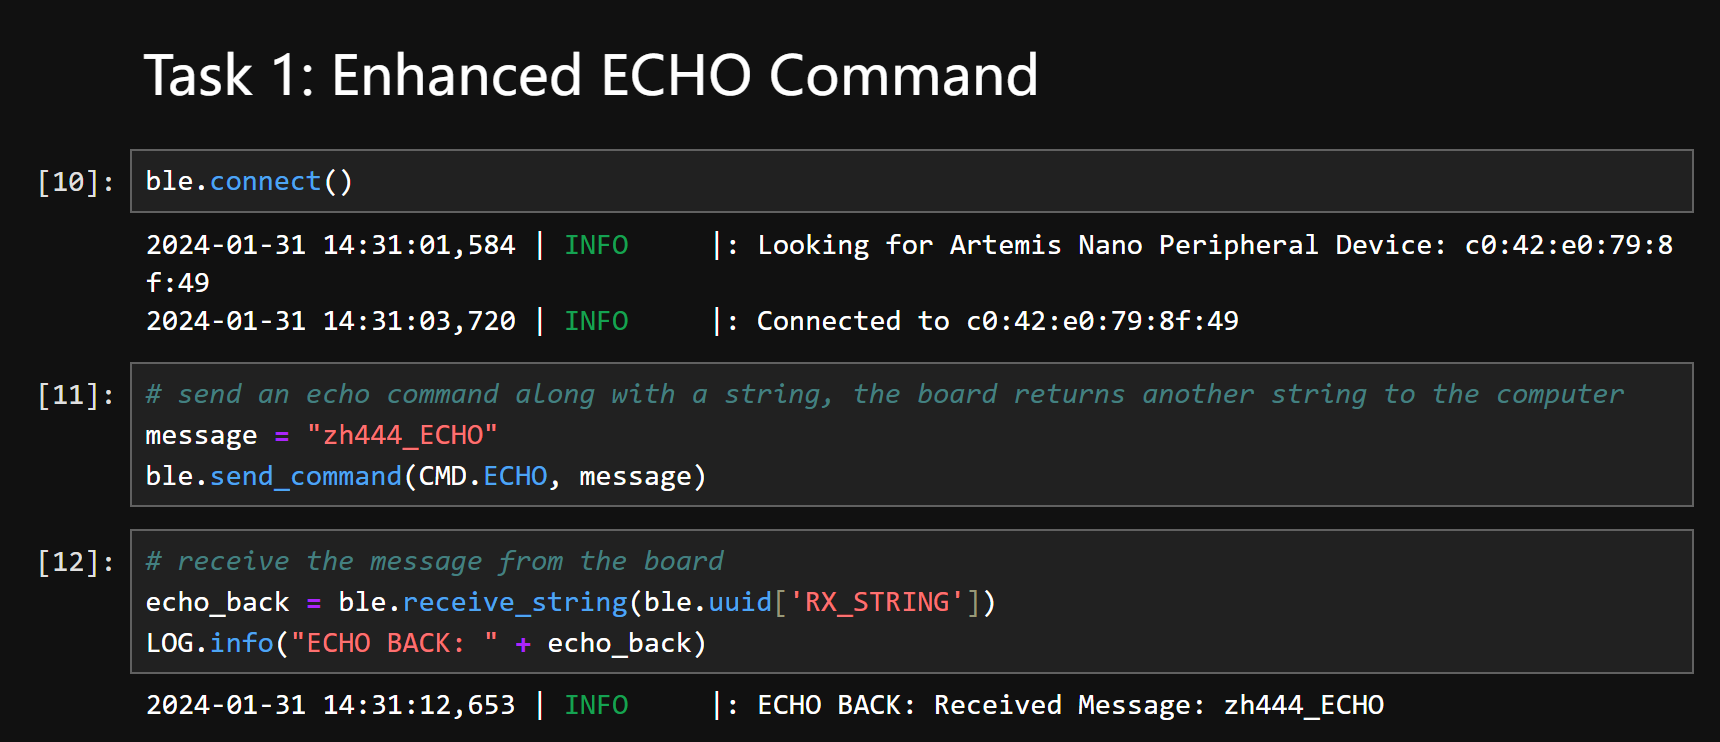 Task 1: Enhanced ECHO Command
[10]: ble.connect()
2024-01-31 14:31:01,584 | INFO     |: Looking for Artemis Nano Peripheral Device: c0:42:e0:79:8
f:49
2024-01-31 14:31:03,720 | INFO     |: Connected to c0:42:e0:79:8f:49
[11]: # send an echo command along with a string, the board returns another string to the computer
message = "zh444_ECHO"
ble.send_command(CMD.ECHO, message)
[12]: # receive the message from the board
echo_back = ble.receive_string(ble.uuid['RX_STRING'])
LOG.info("ECHO BACK: " + echo_back)
2024-01-31 14:31:12,653 | INFO     |: ECHO BACK: Received Message: zh444_ECHO